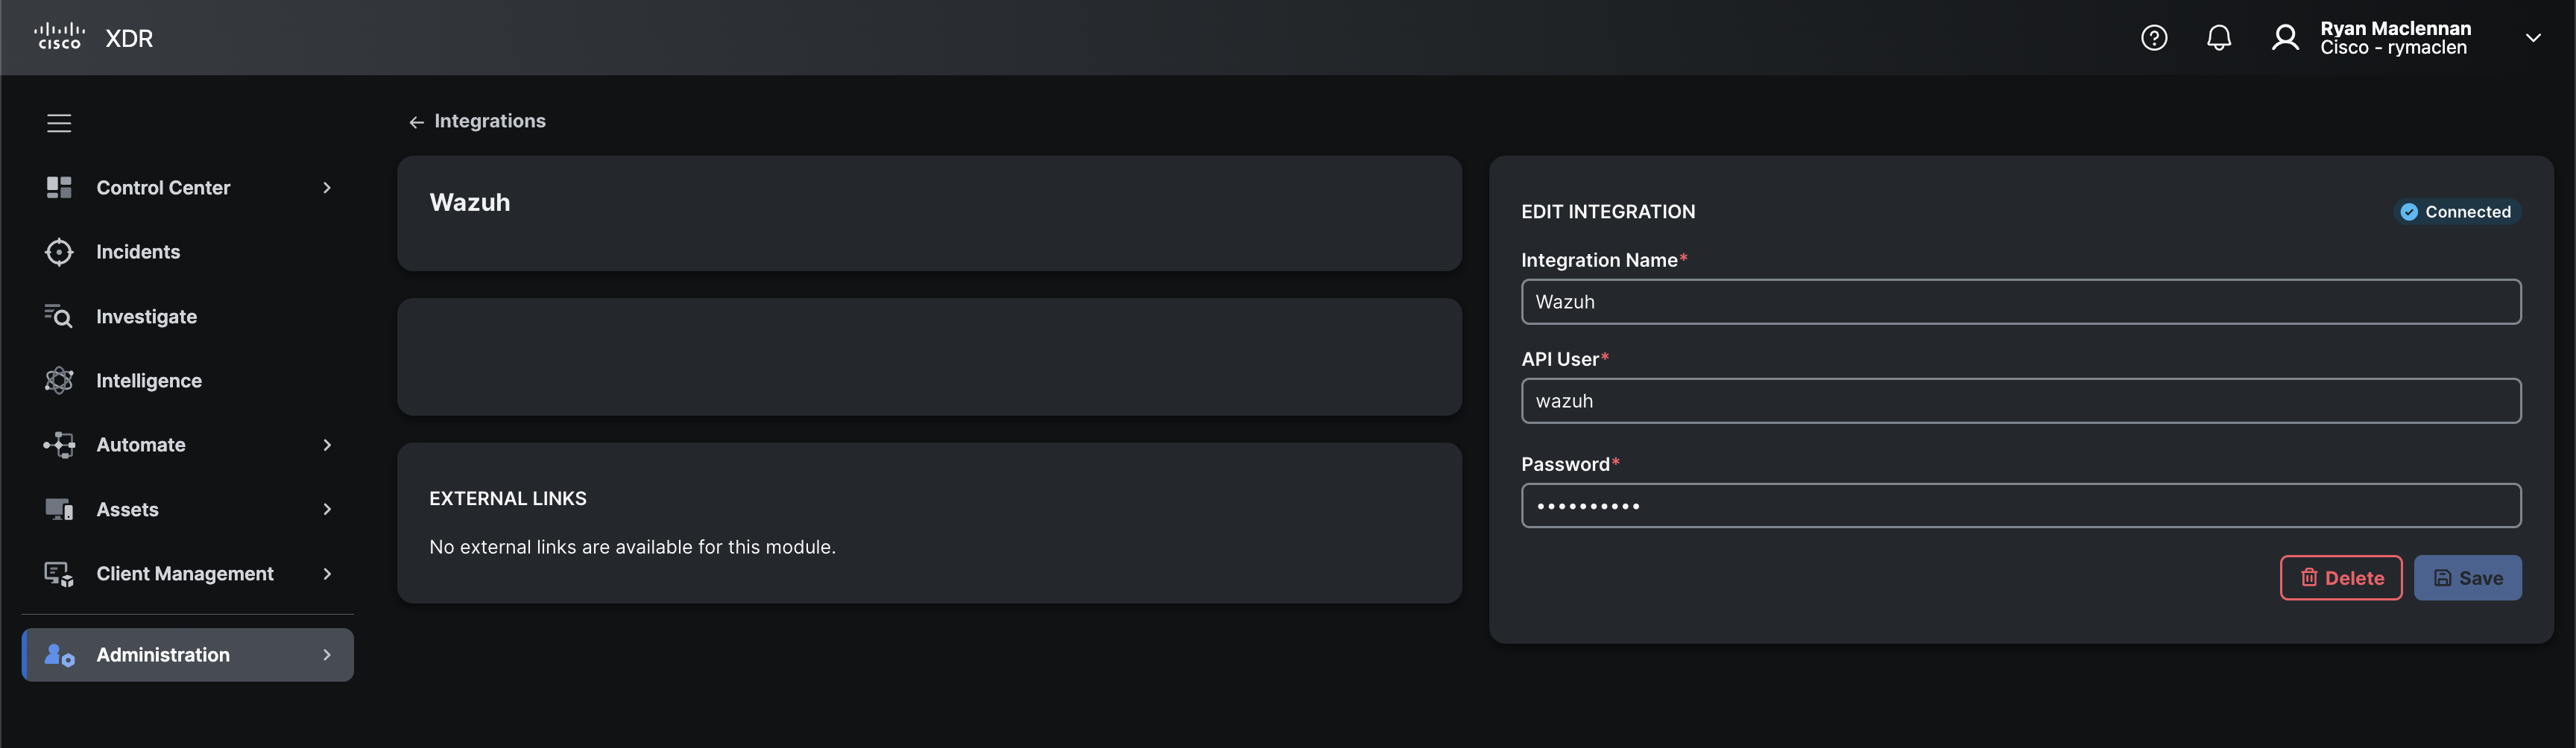 CISCO XDR
Ryan Maclennan
Cisco - rymaclen
Integrations
Control Center
Incidents
Investigate
Intelligence
Automate
Assets
Client Management
Administration
Wazuh
EXTERNAL LINKS
No external links are available for this module.
EDIT INTEGRATION
Connected
Integration Name*
Wazuh
API User*
wazuh
Password*
••••••••••
Delete
Save